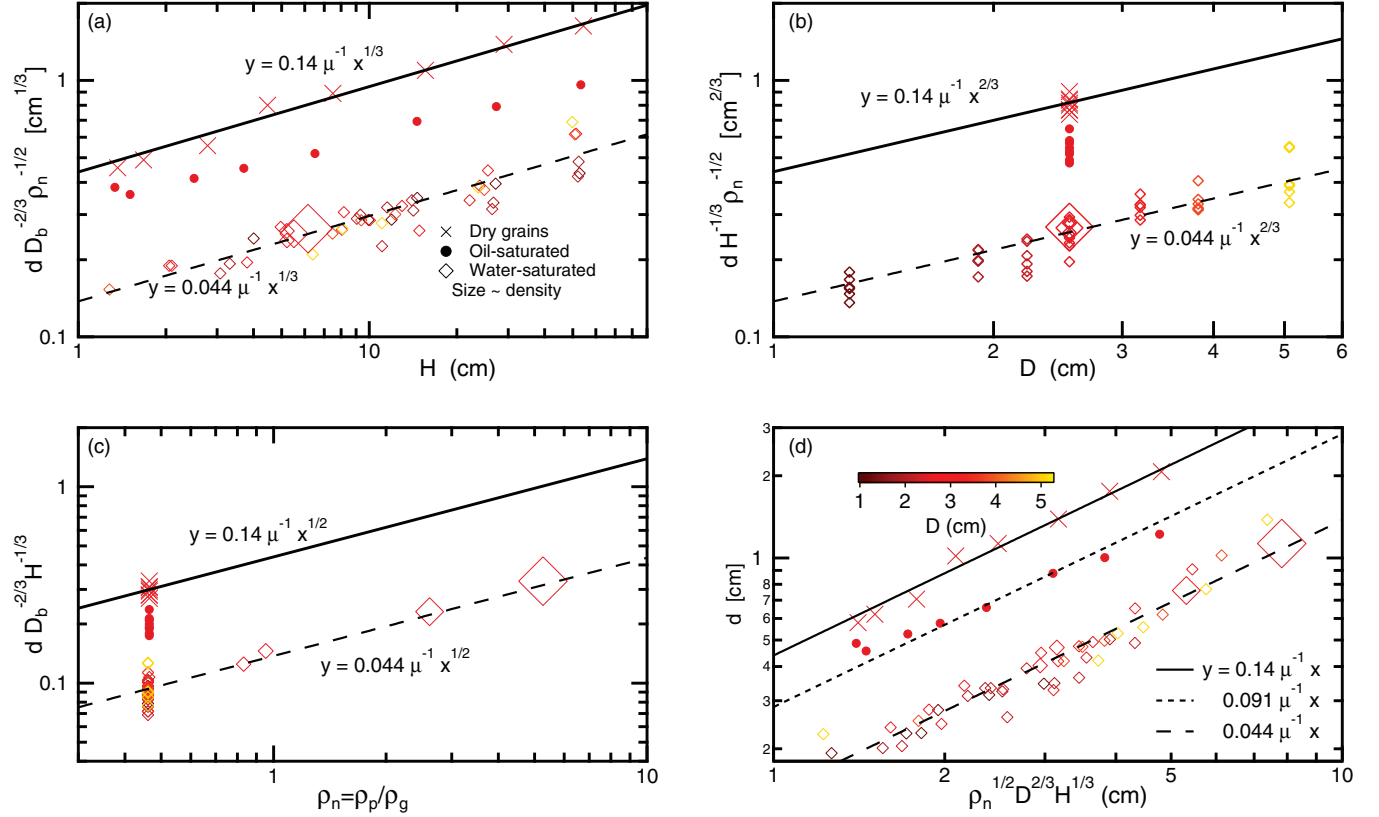 (a)
y = 0.14 μ⁻¹ x^1/3
y = 0.044 μ⁻¹ x^1/3
Dry grains
Oil-saturated
Water-saturated
Size ~ density
1
0.1
d D_b^-2/3 ρ_n^-1/2 [cm^1/3]
1
10
H (cm)
(b)
y = 0.14 μ⁻¹ x^2/3
y = 0.044 μ⁻¹ x^2/3
1
0.1
d H^-1/3 ρ_n^-1/2 [cm^2/3]
1
2
3
4
5
6
D (cm)
(c)
y = 0.14 μ⁻¹ x^1/2
y = 0.044 μ⁻¹ x^1/2
1
0.1
d D_b^-2/3 H^-1/3
1
10
ρ_n=ρ_p/ρ_g
(d)
1 2 3 4 5
D (cm)
y = 0.14 μ⁻¹ x
0.091 μ⁻¹ x
0.044 μ⁻¹ x
3
2
1
8
7
6
5
4
3
2
d [cm]
1
2
3
4
5
6
10
ρ_n^1/2 D^2/3 H^1/3 (cm)